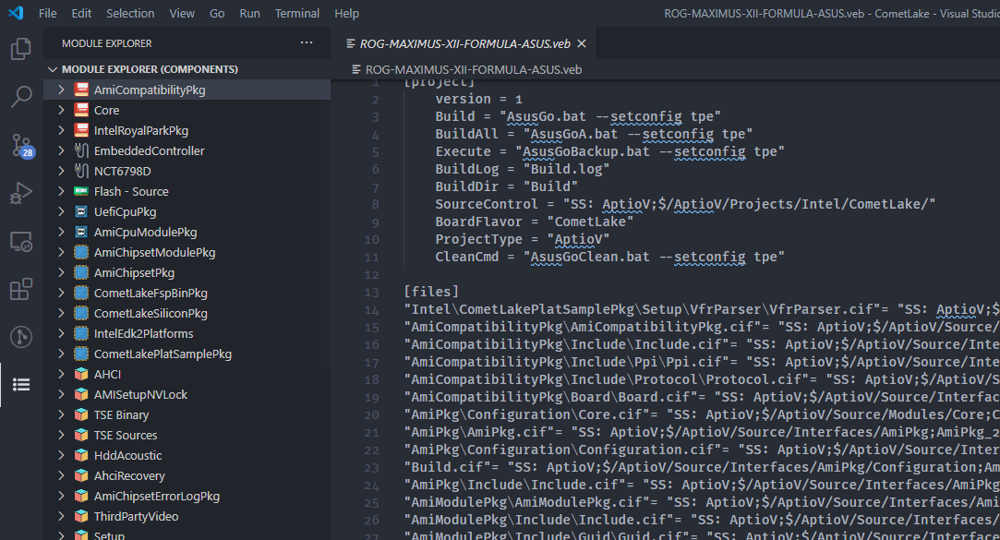 File Edit Selection View Go Run Terminal Help
ROG-MAXIMUS-XII-FORMULA-ASUS.veb - CometLake - Visual Studio
MODULE EXPLORER ...
MODULE EXPLORER (COMPONENTS)
AmiCompatibilityPkg
Core
IntelRoyalParkPkg
EmbeddedController
NCT6798D
Flash - Source
UefiCpuPkg
AmiCpuModulePkg
AmiChipsetModulePkg
AmiChipsetPkg
CometLakeFspBinPkg
CometLakeSiliconPkg
IntelEdk2Platforms
CometLakePlatSamplePkg
AHCI
AMISetupNVLock
TSE Binary
TSE Sources
HddAcoustic
AhciRecovery
AmiChipsetErrorLogPkg
ThirdPartyVideo
Setup
28
ROG-MAXIMUS-XII-FORMULA-ASUS.veb
ROG-MAXIMUS-XII-FORMULA-ASUS.veb
1 [project]
2 version = 1
3 Build = "AsusGo.bat --setconfig tpe"
4 BuildAll = "AsusGoA.bat --setconfig tpe"
5 Execute = "AsusGoBackup.bat --setconfig tpe"
6 BuildLog = "Build.log"
7 BuildDir = "Build"
8 SourceControl = "SS: AptioV;$/AptioV/Projects/Intel/CometLake/"
9 BoardFlavor = "CometLake"
10 ProjectType = "AptioV"
11 CleanCmd = "AsusGoClean.bat --setconfig tpe"
12
13 [files]
14 "Intel\CometLakePlatSamplePkg\Setup\VfrParser\VfrParser.cif"= "SS: AptioV;$
15 "AmiCompatibilityPkg\AmiCompatibilityPkg.cif"= "SS: AptioV;$/AptioV/Source/
16 "AmiCompatibilityPkg\Include\Include.cif"= "SS: AptioV;$/AptioV/Source/Inte
17 "AmiCompatibilityPkg\Include\Ppi\Ppi.cif"= "SS: AptioV;$/AptioV/Source/Inte
18 "AmiCompatibilityPkg\Include\Protocol\Protocol.cif"= "SS: AptioV;$/AptioV/S
19 "AmiCompatibilityPkg\Board\Board.cif"= "SS: AptioV;$/AptioV/Source/Interfac
20 "AmiPkg\Configuration\Core.cif"= "SS: AptioV;$/AptioV/Source/Modules/Core;C
21 "AmiPkg\AmiPkg.cif"= "SS: AptioV;$/AptioV/Source/Interfaces/AmiPkg;AmiPkg_2
22 "AmiPkg\Configuration\Configuration.cif"= "SS: AptioV;$/AptioV/Source/Inter
23 "Build.cif"= "SS: AptioV;$/AptioV/Source/Interfaces/AmiPkg/Configuration;Am
24 "AmiPkg\Include\Include.cif"= "SS: AptioV;$/AptioV/Source/Interfaces/AmiPkg
25 "AmiModulePkg\AmiModulePkg.cif"= "SS: AptioV;$/AptioV/Source/Interfaces/Ami
26 "AmiModulePkg\Include\Include.cif"= "SS: AptioV;$/AptioV/Source/Interfaces/
27 "AmiModulePkg\Include\Guid\Guid.cif"= "SS: AptioV;$/AptioV/Source/Interface